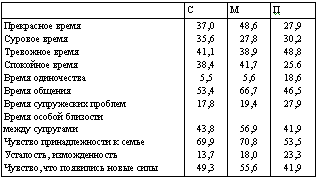 С М Ц
Прекрасное время 37,0 48,6 27,9
Суровое время 35,6 27,8 30,2
Тревожное время 41,1 38,9 48,8
Спокойное время 38,4 41,7 25.6
Время одиночества 5,5 5,6 18,6
Время общения 53,4 66,7 46,5
Время супружеских проблем 17,8 19,4 27,9
Время особой близости
между супругами 43,8 56,9 41,9
Чувство принадлежности к семье 69,9 70,8 53,5
Усталость, изможденность 13,7 18,0 23,3
Чувство, что появились новые силы 49,3 55,6 41,9